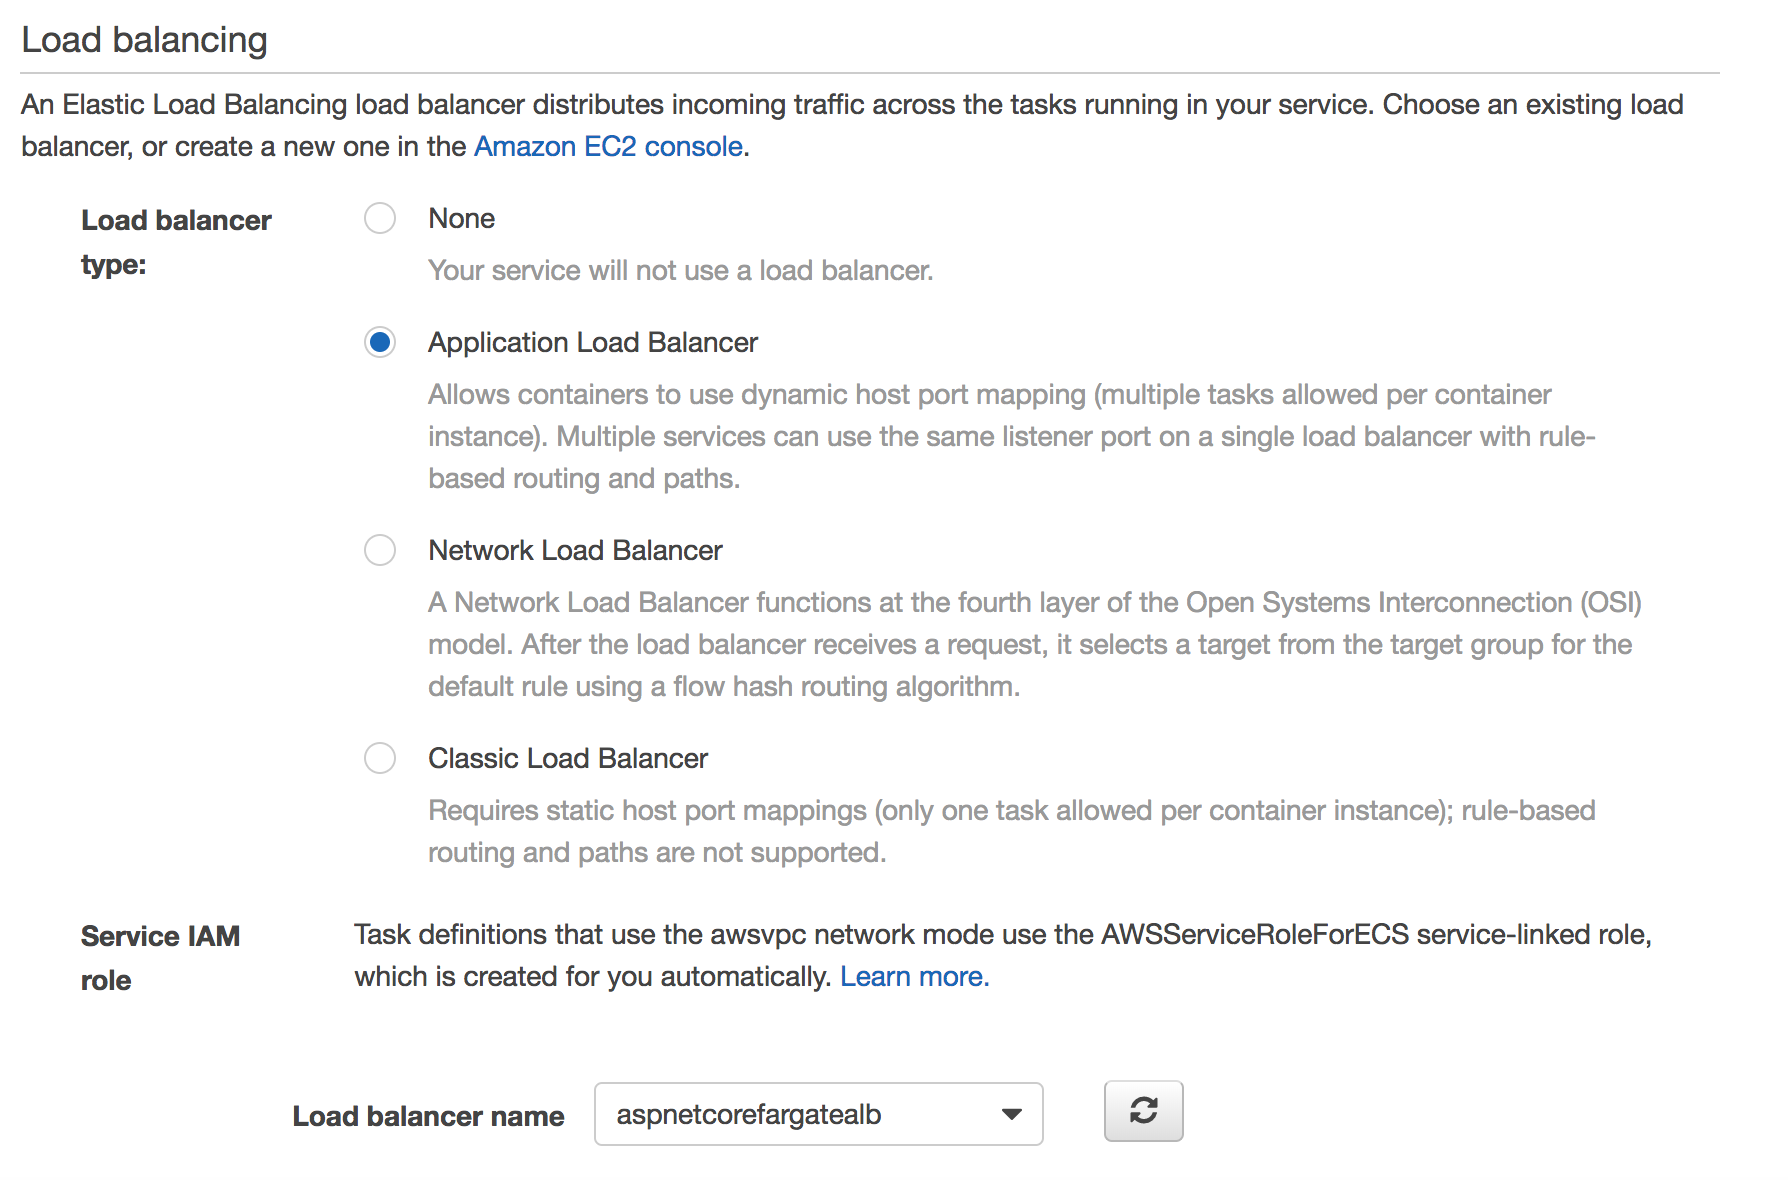 Load balancing
An Elastic Load Balancing load balancer distributes incoming traffic across the tasks running in your service. Choose an existing load
balancer, or create a new one in the Amazon EC2 console.
Load balancer
type:
None
Your service will not use a load balancer.
Application Load Balancer
Allows containers to use dynamic host port mapping (multiple tasks allowed per container
instance). Multiple services can use the same listener port on a single load balancer with rule-
based routing and paths.
Network Load Balancer
A Network Load Balancer functions at the fourth layer of the Open Systems Interconnection (OSI)
model. After the load balancer receives a request, it selects a target from the target group for the
default rule using a flow hash routing algorithm.
Classic Load Balancer
Requires static host port mappings (only one task allowed per container instance); rule-based
routing and paths are not supported.
Service IAM
role
Task definitions that use the awsvpc network mode use the AWSServiceRoleForECS service-linked role,
which is created for you automatically. Learn more.
Load balancer name
aspnetcorefargatealb